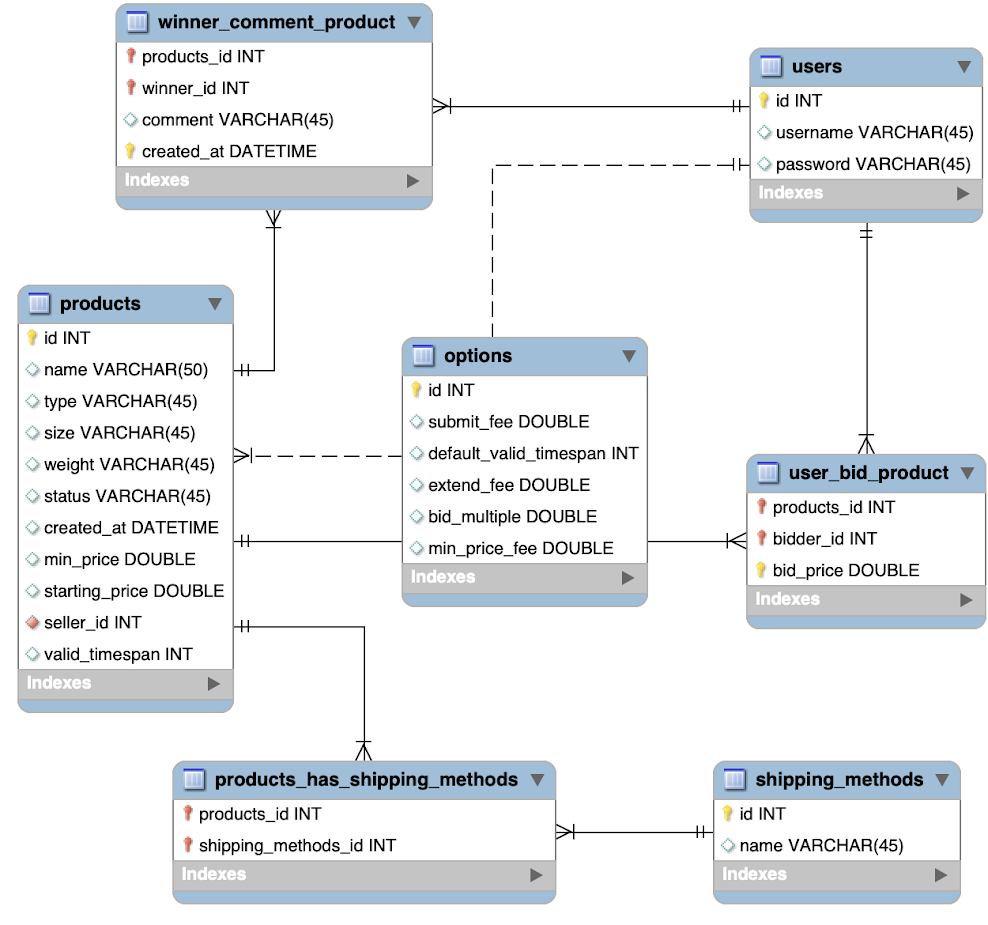 winner_comment_product
products_id INT
winner_id INT
comment VARCHAR(45)
created_at DATETIME
Indexes
users
id INT
username VARCHAR(45)
password VARCHAR(45)
Indexes
products
id INT
name VARCHAR(50)
type VARCHAR(45)
size VARCHAR(45)
weight VARCHAR(45)
status VARCHAR(45)
created_at DATETIME
min_price DOUBLE
starting_price DOUBLE
seller_id INT
valid_timespan INT
Indexes
options
id INT
submit_fee DOUBLE
default_valid_timespan INT
extend_fee DOUBLE
bid_multiple DOUBLE
min_price_fee DOUBLE
Indexes
user_bid_product
products_id INT
bidder_id INT
bid_price DOUBLE
Indexes
products_has_shipping_methods
products_id INT
shipping_methods_id INT
Indexes
shipping_methods
id INT
name VARCHAR(45)
Indexes